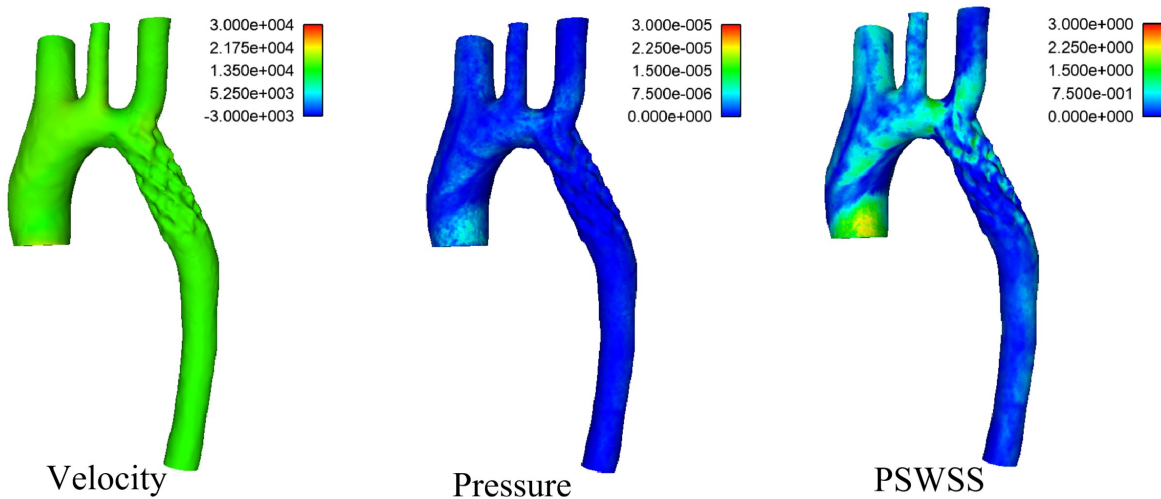 3.000e+004
2.175e+004
1.350e+004
5.250e+003
-3.000e+003
Velocity
3.000e-005
2.250e-005
1.500e-005
7.500e-006
0.000e+000
Pressure
3.000e+000
2.250e+000
1.500e+000
7.500e-001
0.000e+000
PSWSS